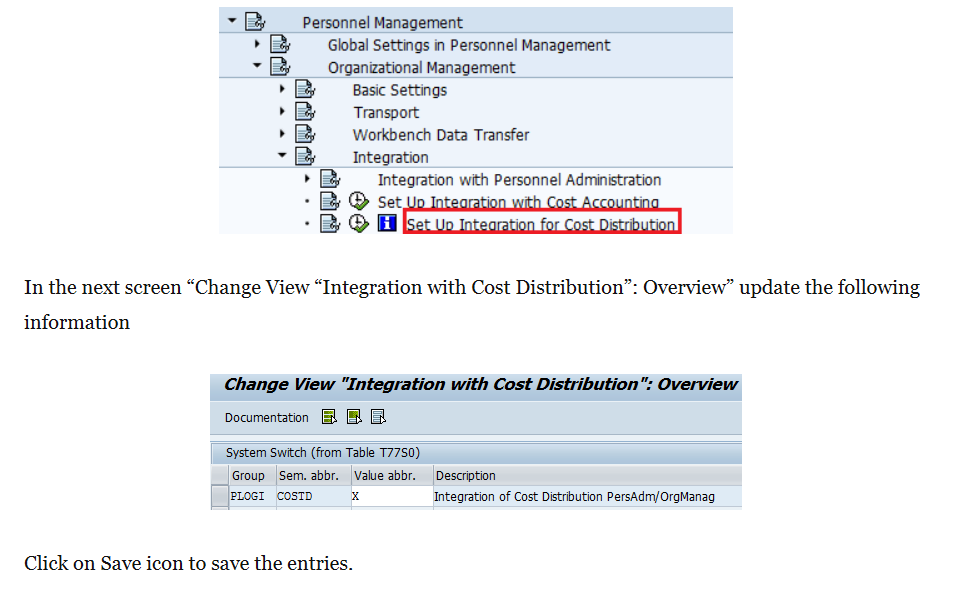 Personnel Management
Global Settings in Personnel Management
Organizational Management
Basic Settings
Transport
Workbench Data Transfer
Integration
Integration with Personnel Administration
Set Up Integration with Cost Accounting
Set Up Integration for Cost Distribution
In the next screen “Change View “Integration with Cost Distribution”: Overview” update the following
information
Change View "Integration with Cost Distribution": Overview
Documentation
System Switch (from Table T77S0)
Group Sem. abbr. Value abbr. Description
PLOGI COSTD X Integration of Cost Distribution PersAdm/OrgManag
Click on Save icon to save the entries.